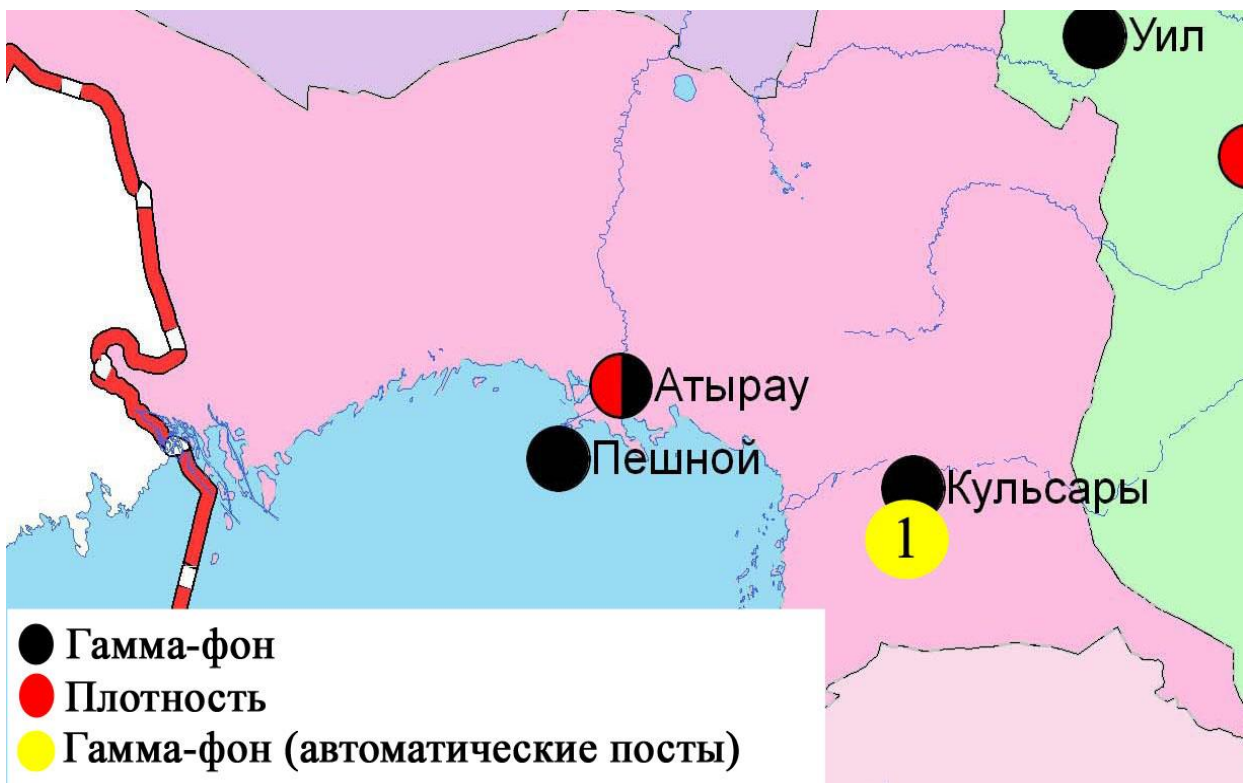 Уил
Атырау
Пешной
Кульсары
1
Гамма-фон
Плотность
Гамма-фон (автоматические посты)